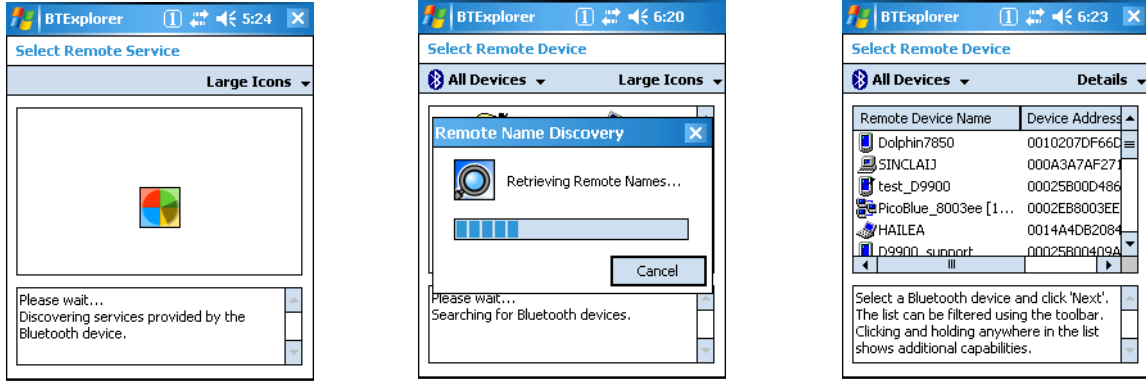 BTExplorer 1 5:24
Select Remote Service
Large Icons
Please wait...
Discovering services provided by the
Bluetooth device.
BTExplorer 1 6:20
Select Remote Device
All Devices Large Icons
Remote Name Discovery
Retrieving Remote Names...
Cancel
Please wait...
Searching for Bluetooth devices.
BTExplorer 1 6:23
Select Remote Device
All Devices Details
Remote Device Name Device Address
Dolphin7850 0010207DF66D
SINCLAIJ 000A3A7AF271
test_D9900 00025B00D486
PicoBlue_8003ee [1... 0002EB8003EE
HAILEA 0014A4DB2084
D9900_support 00025B00409A
Select a Bluetooth device and click 'Next'.
The list can be filtered using the toolbar.
Clicking and holding anywhere in the list
shows additional capabilities.